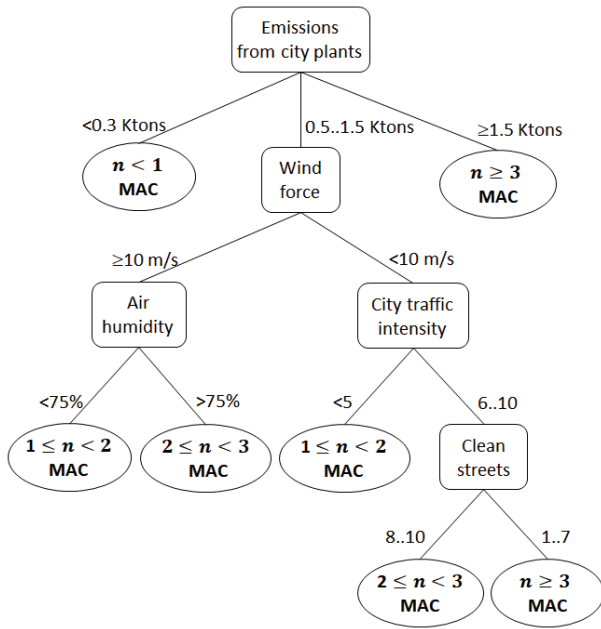 Emissions
from city plants
<0.3 Ktons
0.5..1.5 Ktons
≥1.5 Ktons
n < 1
MAC
Wind
force
n ≥ 3
MAC
≥10 m/s
<10 m/s
Air
humidity
City traffic
intensity
<75%
>75%
<5
6..10
1 ≤ n < 2
MAC
2 ≤ n < 3
MAC
1 ≤ n < 2
MAC
Clean
streets
8..10
1..7
2 ≤ n < 3
MAC
n ≥ 3
MAC